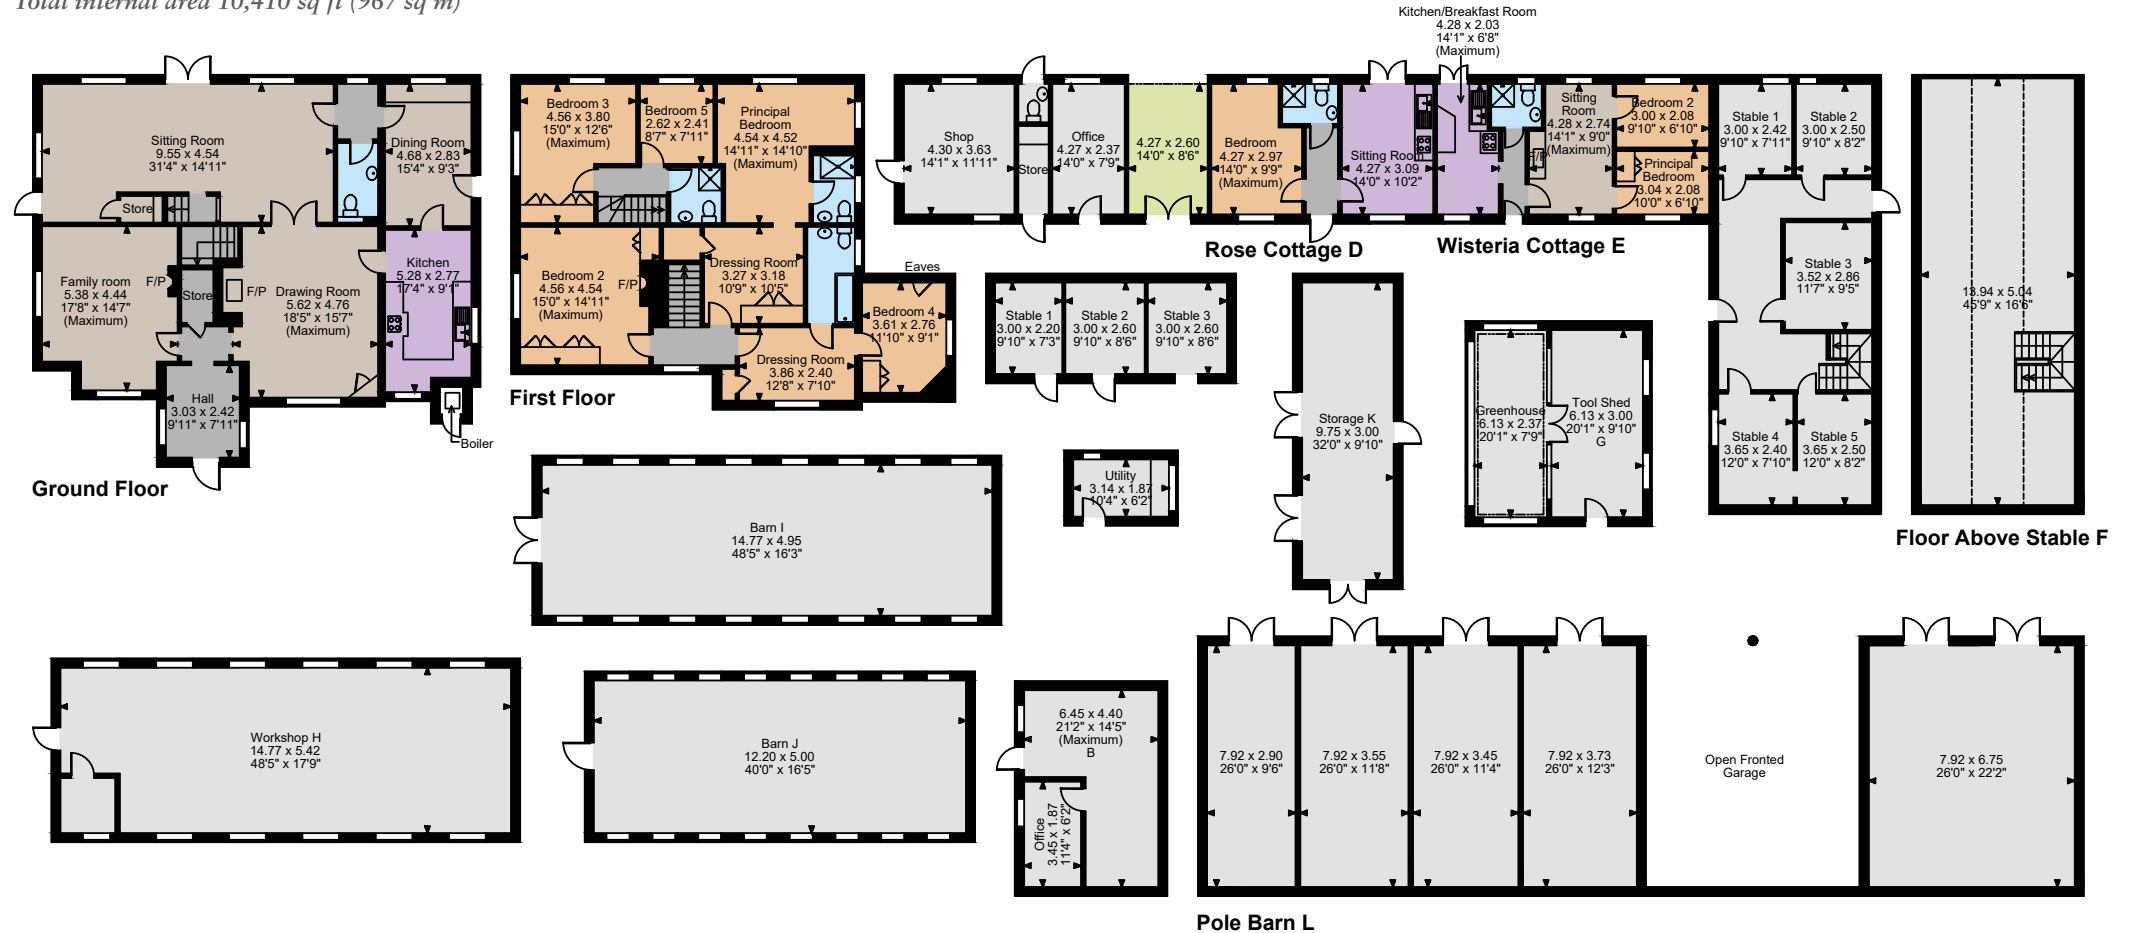 Total internal area 10,410 sq ft (967 sq m)
Sitting Room
9.55 x 4.54
31'4" x 14'11"
Dining Room
4.68 x 2.83
15'4" x 9'3"
Store
Family room
5.38 x 4.44
17'8" x 14'7"
(Maximum)
F/P
Store
F/P
Drawing Room
5.62 x 4.76
18'5" x 15'7"
(Maximum)
Kitchen
5.28 x 2.77
17'4" x 9'1"
Hall
3.03 x 2.42
9'11" x 7'11"
Boiler
Ground Floor
Bedroom 3
4.56 x 3.80
15'0" x 12'6"
(Maximum)
Bedroom 5
2.62 x 2.41
8'7" x 7'11"
Principal
Bedroom
4.54 x 4.52
14'11" x 14'10"
(Maximum)
Bedroom 2
4.56 x 4.54
15'0" x 14'11"
(Maximum)
F/P
Dressing Room
3.27 x 3.18
10'9" x 10'5"
Eaves
Bedroom 4
3.61 x 2.76
11'10" x 9'1"
Dressing Room
3.86 x 2.40
12'8" x 7'10"
First Floor
Shop
4.30 x 3.63
14'1" x 11'11"
Store
Office
4.27 x 2.37
14'0" x 7'9"
4.27 x 2.60
14'0" x 8'6"
Bedroom
4.27 x 2.97
14'0" x 9'9"
(Maximum)
Sitting Room
4.27 x 3.09
14'0" x 10'2"
Rose Cottage D
Kitchen/Breakfast Room
4.28 x 2.03
14'1" x 6'8"
(Maximum)
Sitting
Room
4.28 x 2.74
14'1" x 9'0"
(Maximum)
F/P
Bedroom 2
3.00 x 2.08
9'10" x 6'10"
Principal
Bedroom
3.04 x 2.08
10'0" x 6'10"
Wisteria Cottage E
Stable 1
3.00 x 2.42
9'10" x 7'11"
Stable 2
3.00 x 2.50
9'10" x 8'2"
Stable 3
3.52 x 2.86
11'7" x 9'5"
Stable 4
3.65 x 2.40
12'0" x 7'10"
Stable 5
3.65 x 2.50
12'0" x 8'2"
13.94 x 5.04
45'9" x 16'6"
Floor Above Stable F
Stable 1
3.00 x 2.20
9'10" x 7'3"
Stable 2
3.00 x 2.60
9'10" x 8'6"
Stable 3
3.00 x 2.60
9'10" x 8'6"
Storage K
9.75 x 3.00
32'0" x 9'10"
Greenhouse
6.13 x 2.37
20'1" x 7'9"
Tool Shed
6.13 x 3.00
20'1" x 9'10"
G
Utility
3.14 x 1.87
10'4" x 6'2"
Barn I
14.77 x 4.95
48'5" x 16'3"
Workshop H
14.77 x 5.42
48'5" x 17'9"
Barn J
12.20 x 5.00
40'0" x 16'5"
6.45 x 4.40
21'2" x 14'5"
(Maximum)
B
Office
3.45 x 1.87
11'4" x 6'2"
7.92 x 2.90
26'0" x 9'6"
7.92 x 3.55
26'0" x 11'8"
7.92 x 3.45
26'0" x 11'4"
7.92 x 3.73
26'0" x 12'3"
Open Fronted
Garage
7.92 x 6.75
26'0" x 22'2"
Pole Barn L